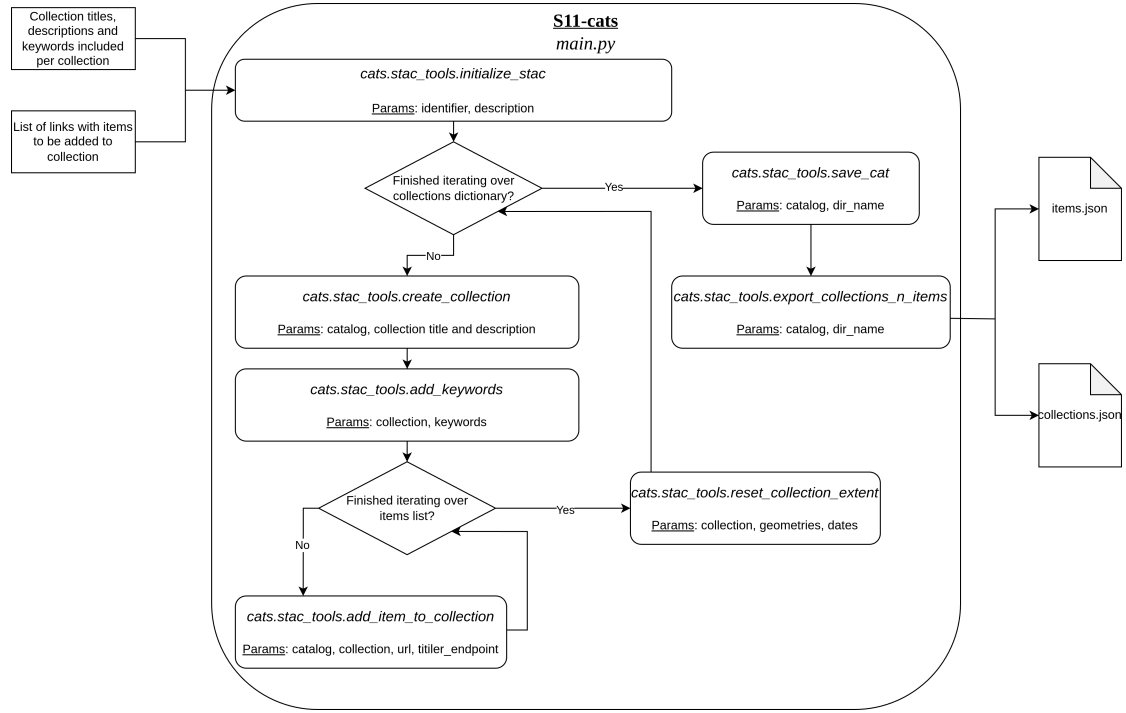 Collection titles,
descriptions and
keywords included
per collection
List of links with items
to be added to
collection
S11-cats
main.py
cats.stac_tools.initialize_stac
Params: identifier, description
Finished iterating over
collections dictionary?
Yes
No
cats.stac_tools.save_cat
Params: catalog, dir_name
cats.stac_tools.create_collection
Params: catalog, collection title and description
cats.stac_tools.export_collections_n_items
Params: catalog, dir_name
cats.stac_tools.add_keywords
Params: collection, keywords
Finished iterating over
items list?
Yes
No
cats.stac_tools.reset_collection_extent
Params: collection, geometries, dates
cats.stac_tools.add_item_to_collection
Params: catalog, collection, url, titiler_endpoint
items.json
collections.json